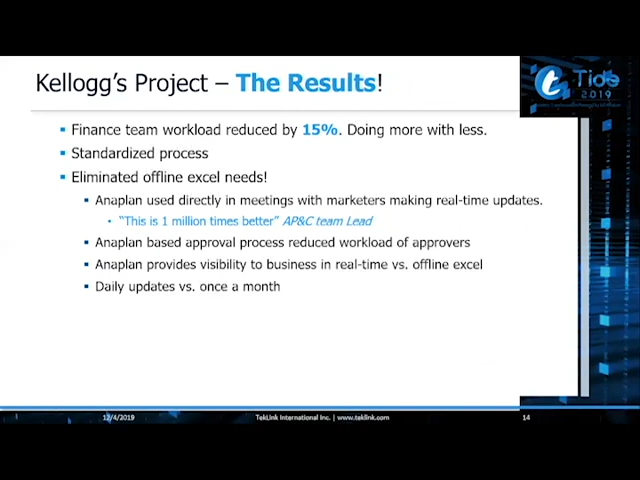 Kellogg's Project – The Results!
Tide
2019
▪ Finance team workload reduced by 15%. Doing more with less.
▪ Standardized process
▪ Eliminated offline excel needs!
▪ Anaplan used directly in meetings with marketers making real-time updates.
• "This is 1 million times better" AP&C team Lead
▪ Anaplan based approval process reduced workload of approvers
▪ Anaplan provides visibility to business in real-time vs. offline excel
▪ Daily updates vs. once a month
12/4/2019
TekLink International Inc. | www.teklink.com
14